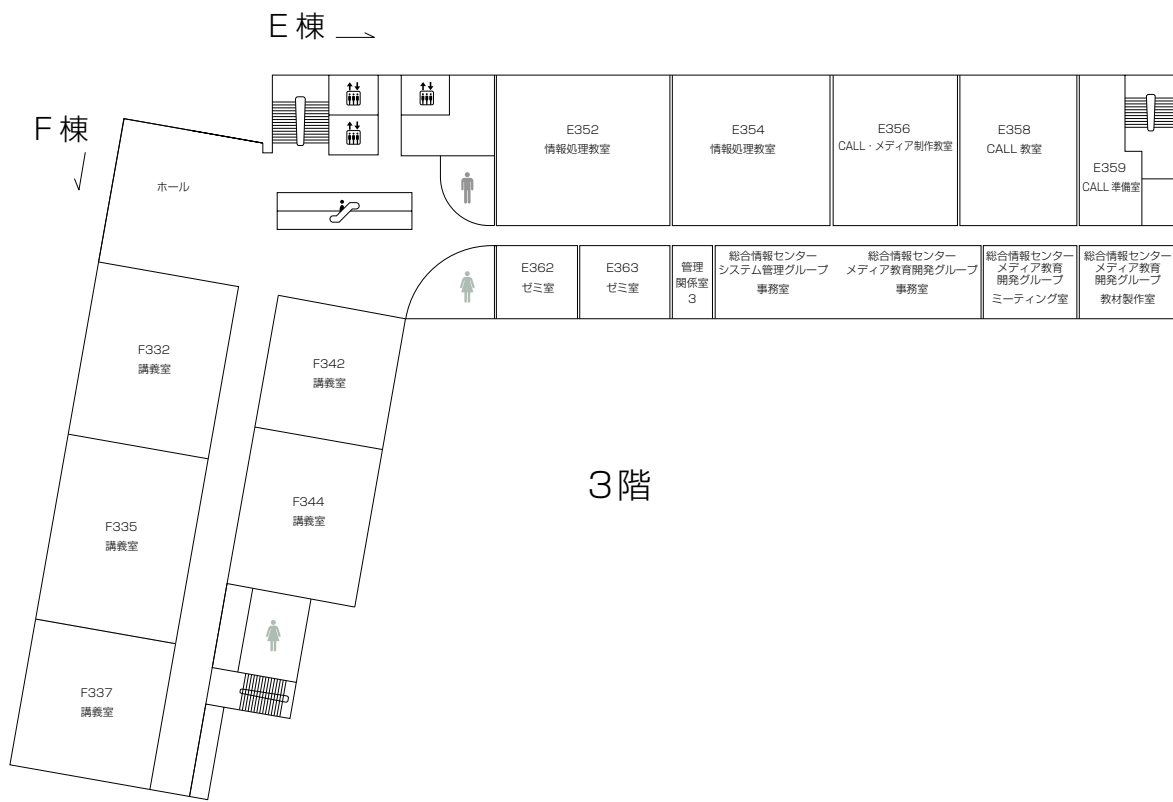 E棟
F棟
ホール
E352
情報処理教室
E354
情報処理教室
E356
CALL・メディア制作教室
E358
CALL 教室
E359
CALL 準備室
E362
ゼミ室
E363
ゼミ室
管理
関係室
3
総合情報センター
システム管理グループ
事務室
総合情報センター
メディア教育開発グループ
事務室
総合情報センター
メディア教育
開発グループ
ミーティング室
総合情報センター
メディア教育
開発グループ
教材製作室
F332
講義室
F342
講義室
F335
講義室
F344
講義室
F337
講義室
3階